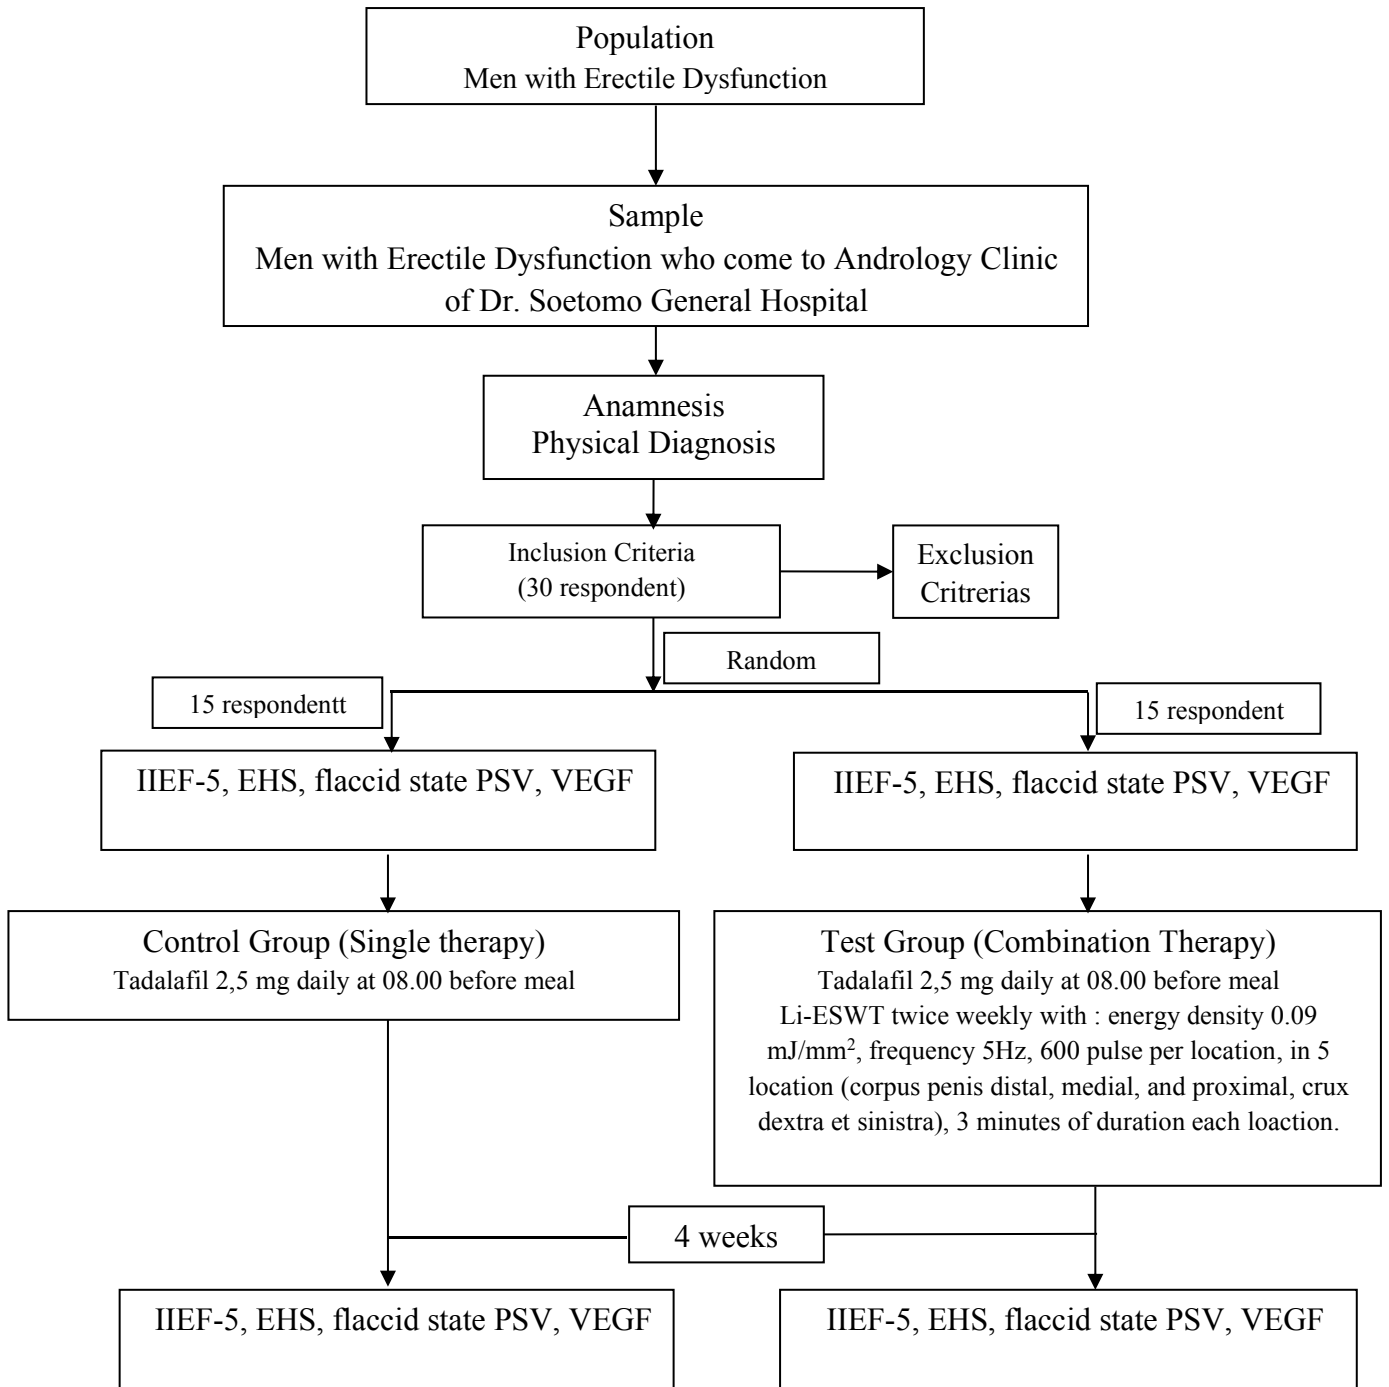 Population
Men with Erectile Dysfunction
Sample
Men with Erectile Dysfunction who come to Andrology Clinic
of Dr. Soetomo General Hospital
Anamnesis
Physical Diagnosis
Inclusion Criteria
(30 respondent)
Exclusion
Critrerias
Random
15 respondentt
15 respondent
IIEF-5, EHS, flaccid state PSV, VEGF
IIEF-5, EHS, flaccid state PSV, VEGF
Control Group (Single therapy)
Tadalafil 2,5 mg daily at 08.00 before meal
Test Group (Combination Therapy)
Tadalafil 2,5 mg daily at 08.00 before meal
Li-ESWT twice weekly with : energy density 0.09
mJ/mm², frequency 5Hz, 600 pulse per location, in 5
location (corpus penis distal, medial, and proximal, crux
dextra et sinistra), 3 minutes of duration each loaction.
4 weeks
IIEF-5, EHS, flaccid state PSV, VEGF
IIEF-5, EHS, flaccid state PSV, VEGF